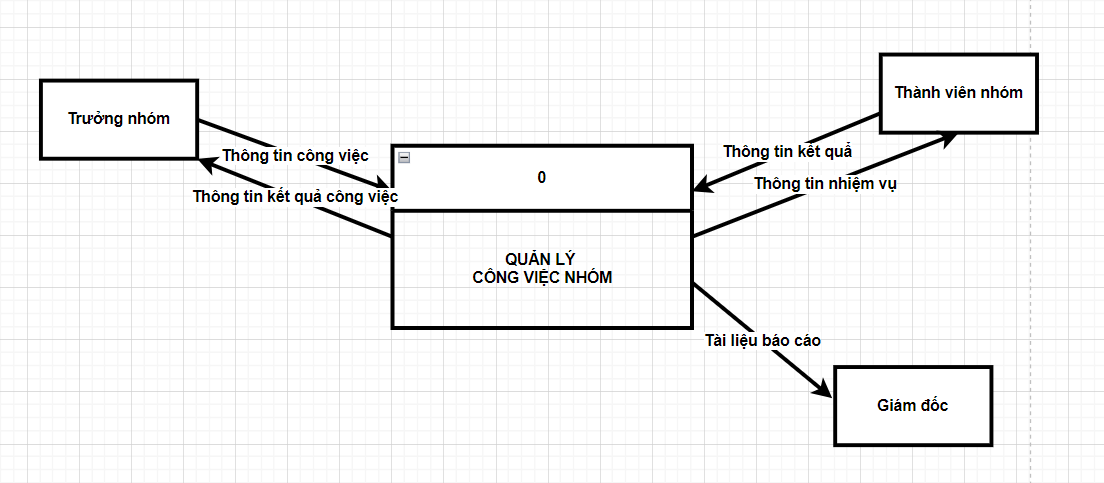 Trưởng nhóm
Thành viên nhóm
Thông tin công việc
Thông tin kết quả công việc
0
QUẢN LÝ
CÔNG VIỆC NHÓM
Thông tin kết quẩ
Thông tin nhiệm vụ
Tài liệu báo cáo
Giám đốc